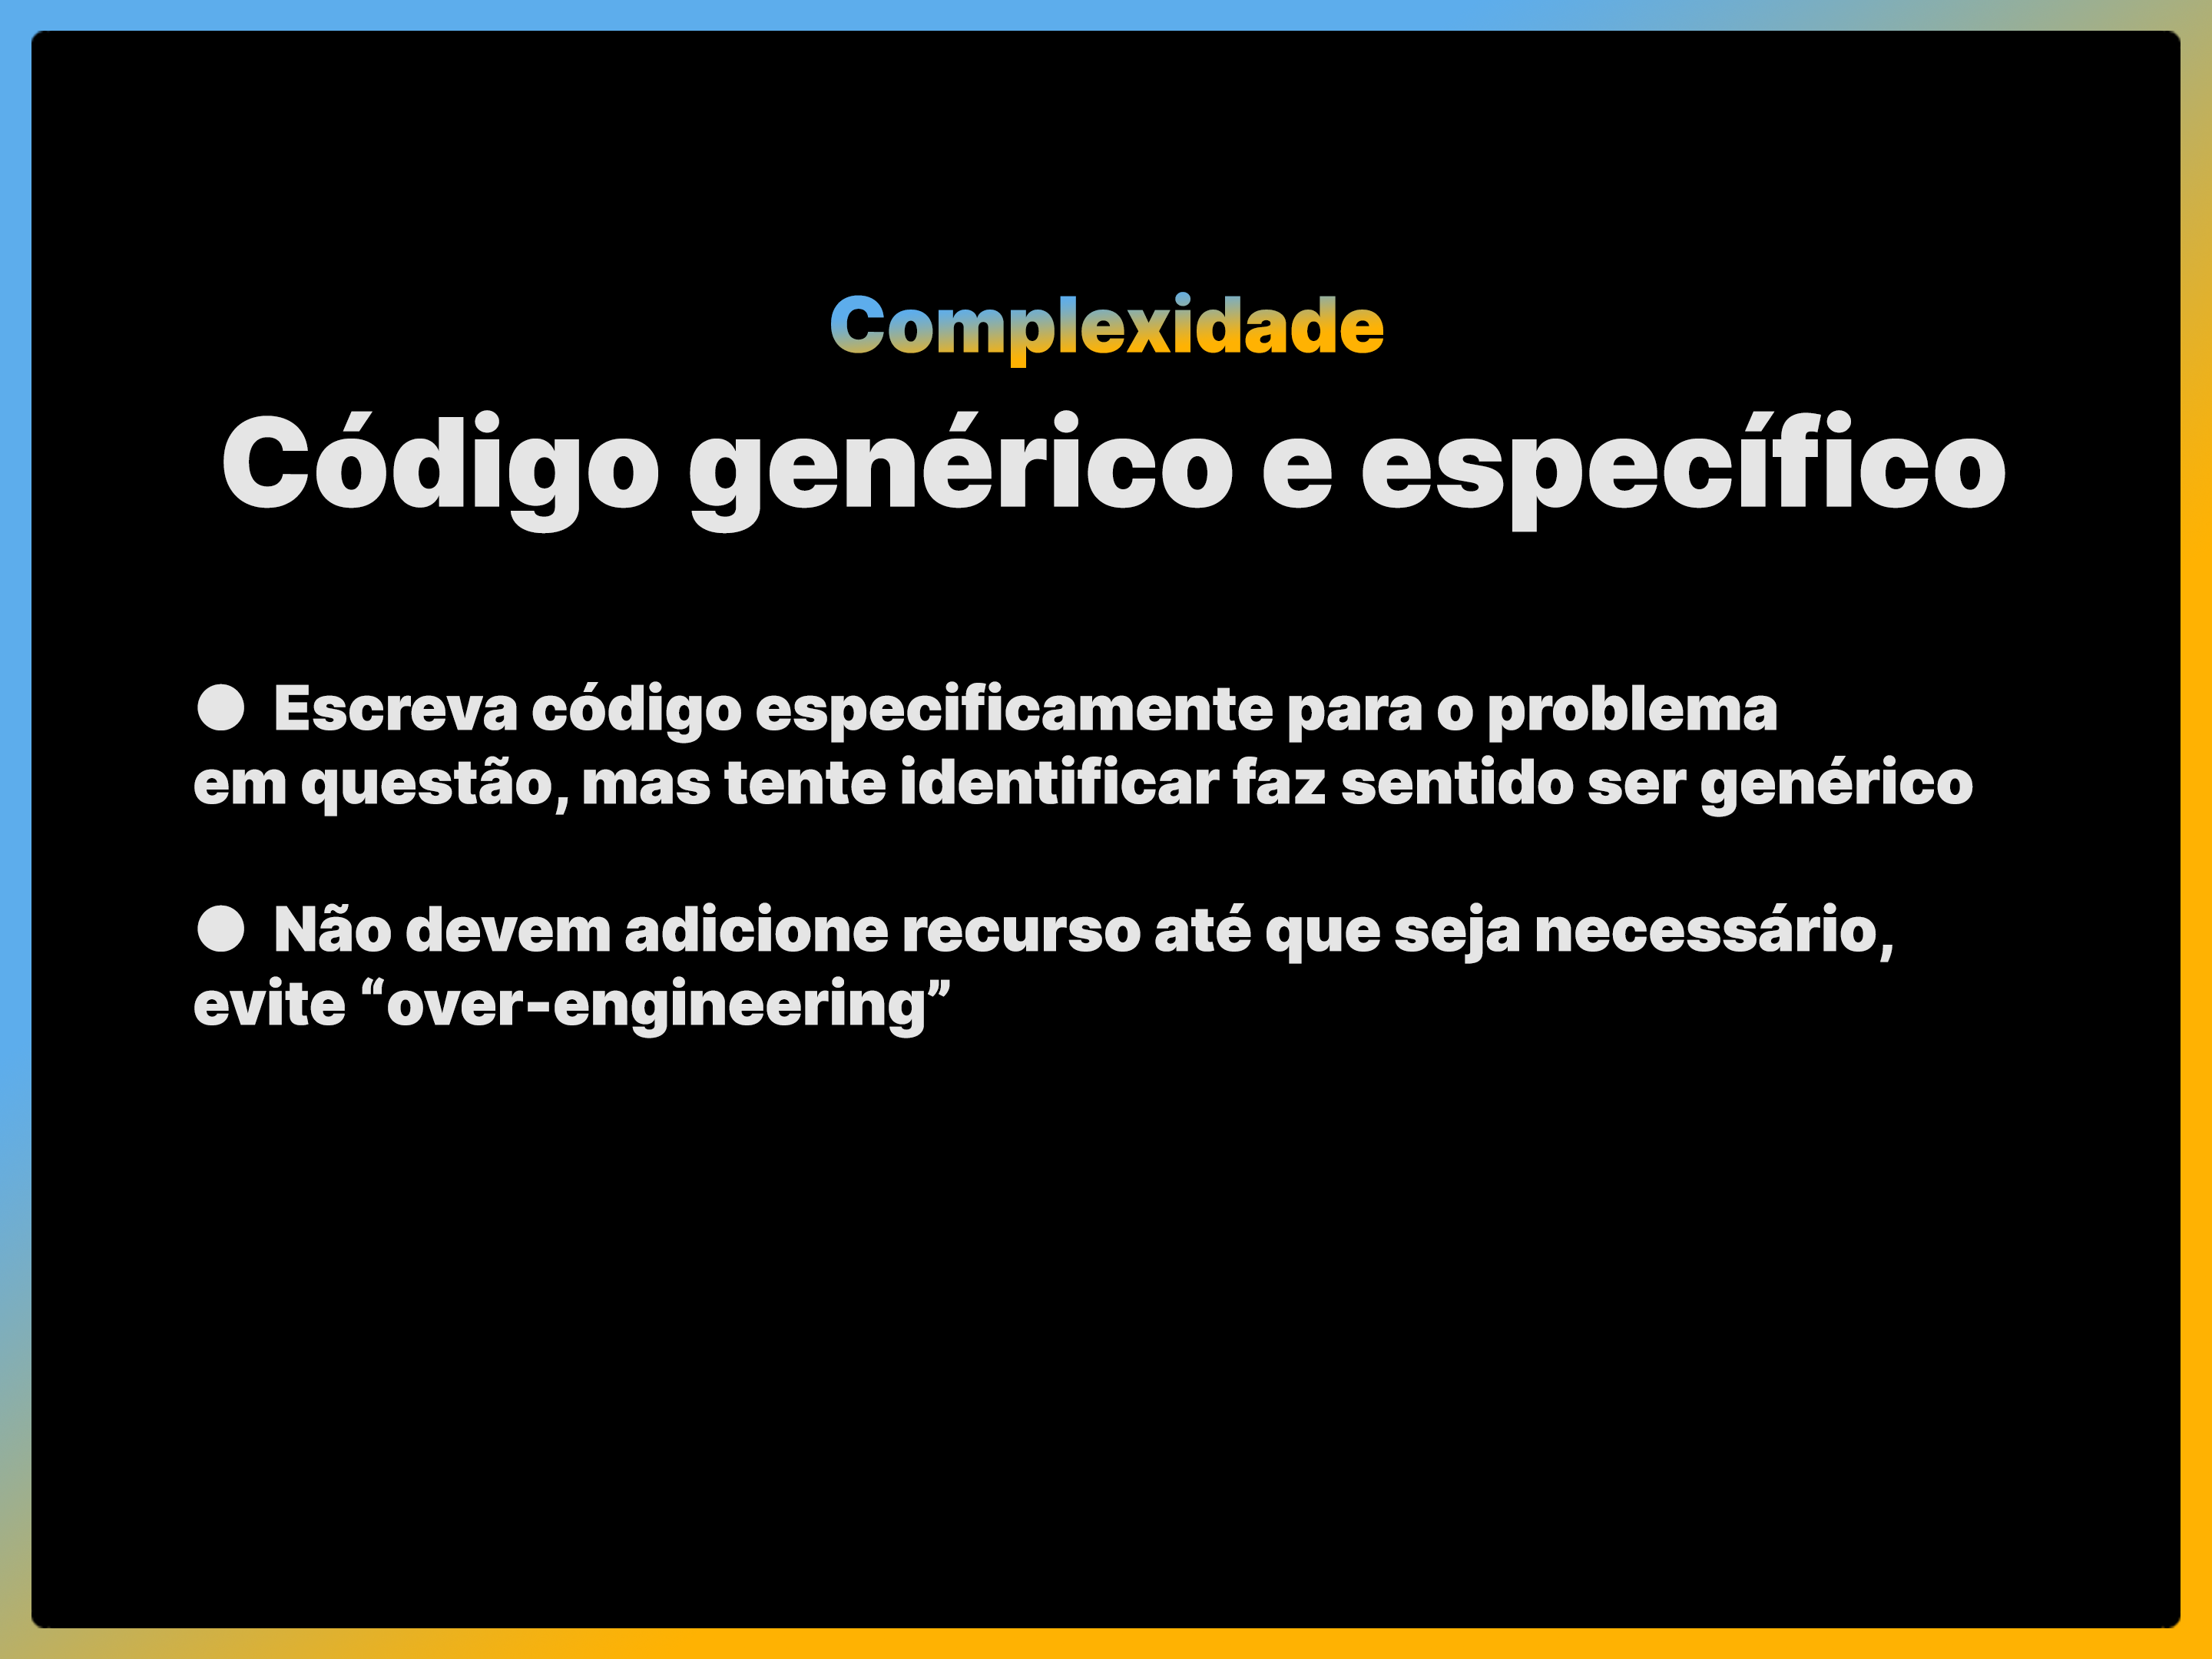 Complexidade
Código genérico e específico
● Escreva código especificamente para o problema
em questão, mas tente identificar faz sentido ser genérico
● Não devem adicione recurso até que seja necessário,
evite “over-engineering”